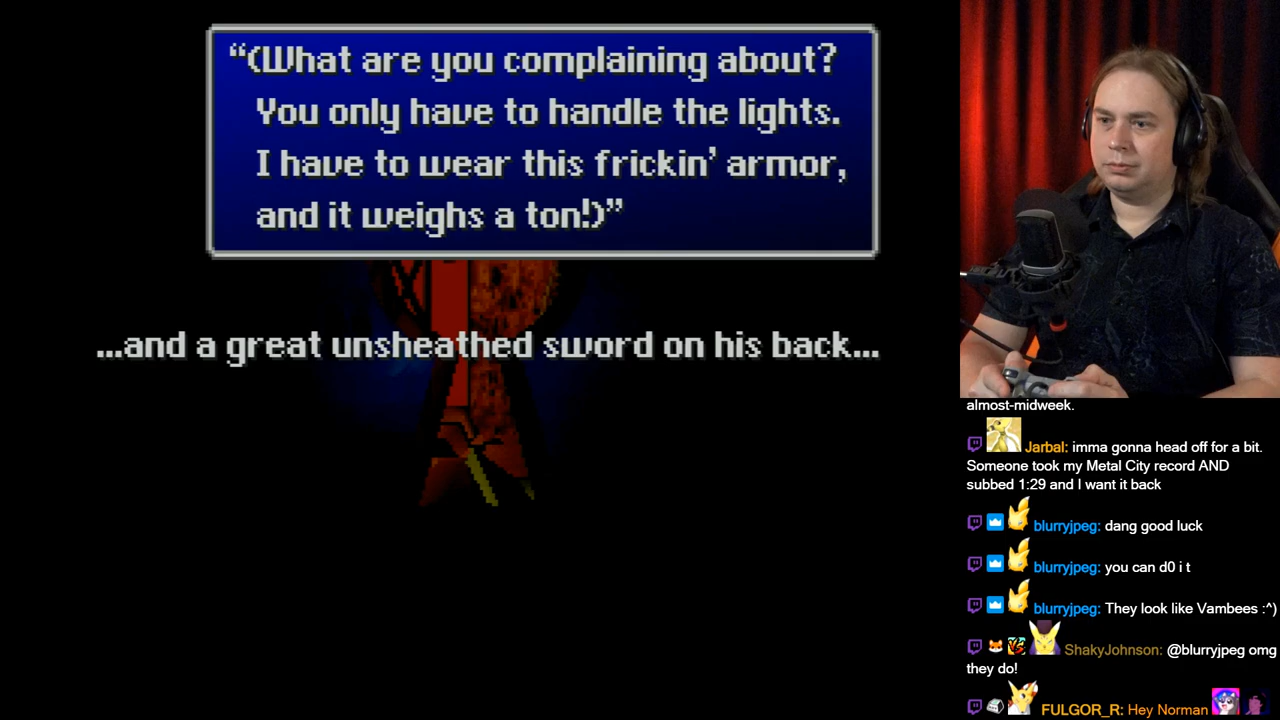 “(What are you complaining about?
You only have to handle the lights.
I have to wear this frickin’ armor,
and it weighs a ton!)”
...and a great unsheathed sword on his back...
almost-midweek.
Jarbal: imma gonna head off for a bit.
Someone took my Metal City record AND
subbed 1:29 and I want it back
blurryjpeg: dang good luck
blurryjpeg: you can d0 i t
blurryjpeg: They look like Vambees :^)
ShakyJohnson: @blurryjpeg omg
they do!
FULGOR_R: Hey Norman